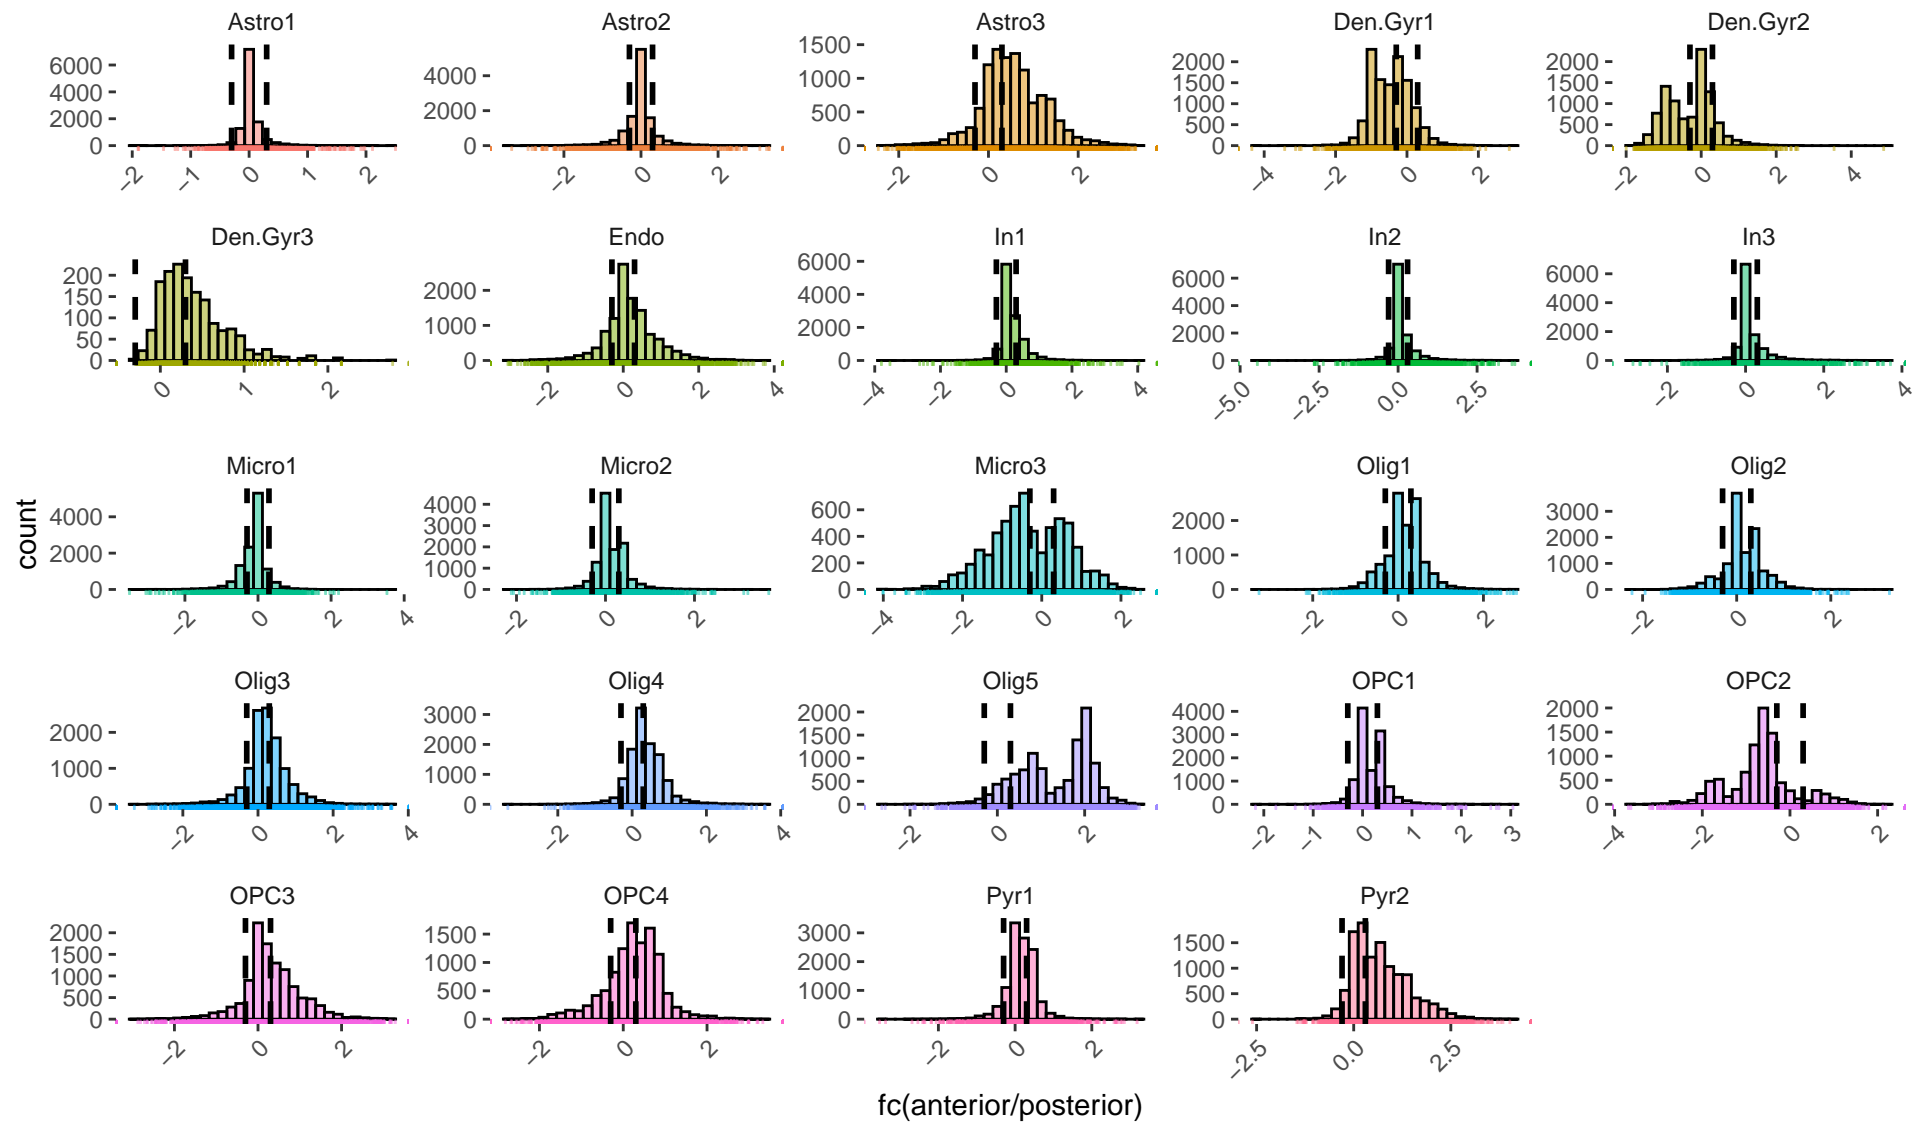 Astro1 Astro2 Astro3 Den.Gyr1 Den.Gyr2
6000 4000 2000 0
−2 −1 0 1 2
4000 2000 0
−2 0 2
1500 1000 500 0
−2 0 2
2000 1500 1000 500 0
−4 −2 0 2
2000 1500 1000 500 0
−2 0 2 4
Den.Gyr3 Endo In1 In2 In3
200 150 100 50 0
0 1 2
2000 1000 0
−2 0 2 4
6000 4000 2000 0
−4 −2 0 2 4
6000 4000 2000 0
−5.0 −2.5 0.0 2.5
6000 4000 2000 0
−2 0 2 4
count
Micro1 Micro2 Micro3 Olig1 Olig2
4000 2000 0
−2 0 2 4
4000 3000 2000 1000 0
−2 0 2
600 400 200 0
−4 −2 0 2
2000 1000 0
−2 0 2
3000 2000 1000 0
−2 0 2
Olig3 Olig4 Olig5 OPC1 OPC2
2000 1000 0
−2 0 2 4
3000 2000 1000 0
−2 0 2 4
2000 1500 1000 500 0
−2 0 2
4000 3000 2000 1000 0
−2 −1 0 1 2 3
2000 1500 1000 500 0
−4 −2 0 2
OPC3 OPC4 Pyr1 Pyr2
2000 1500 1000 500 0
−2 0 2
1500 1000 500 0
−2 0 2
3000 2000 1000 0
−2 0 2
1500 1000 500 0
−2.5 0.0 2.5
fc(anterior/posterior)